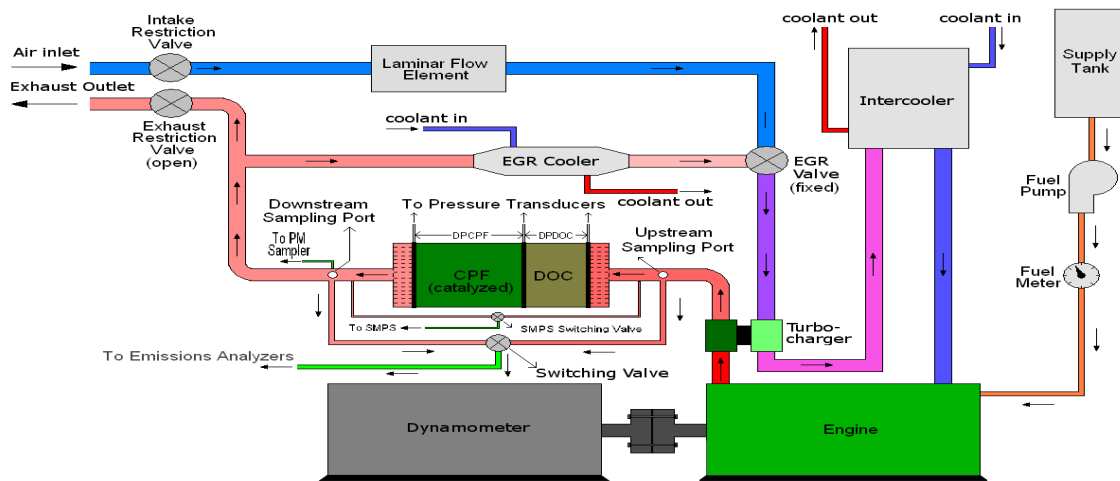 Intake
Restriction
Valve
Air inlet
Exhaust Outlet
Exhaust
Restriction
Valve
(open)
Laminar Flow
Element
coolant in
EGR Cooler
coolant out
EGR
Valve
(fixed)
coolant out
coolant in
Intercooler
Supply
Tank
Fuel
Pump
Fuel
Meter
Downstream
Sampling Port
To Pressure Transducers
Upstream
Sampling Port
To PM
Sampler
DPCPF
DPDOC
CPF
(catalyzed)
DOC
To SMPS
SMPS Switching Valve
To Emissions Analyzers
Switching Valve
Turbo-
charger
Dynamometer
Engine